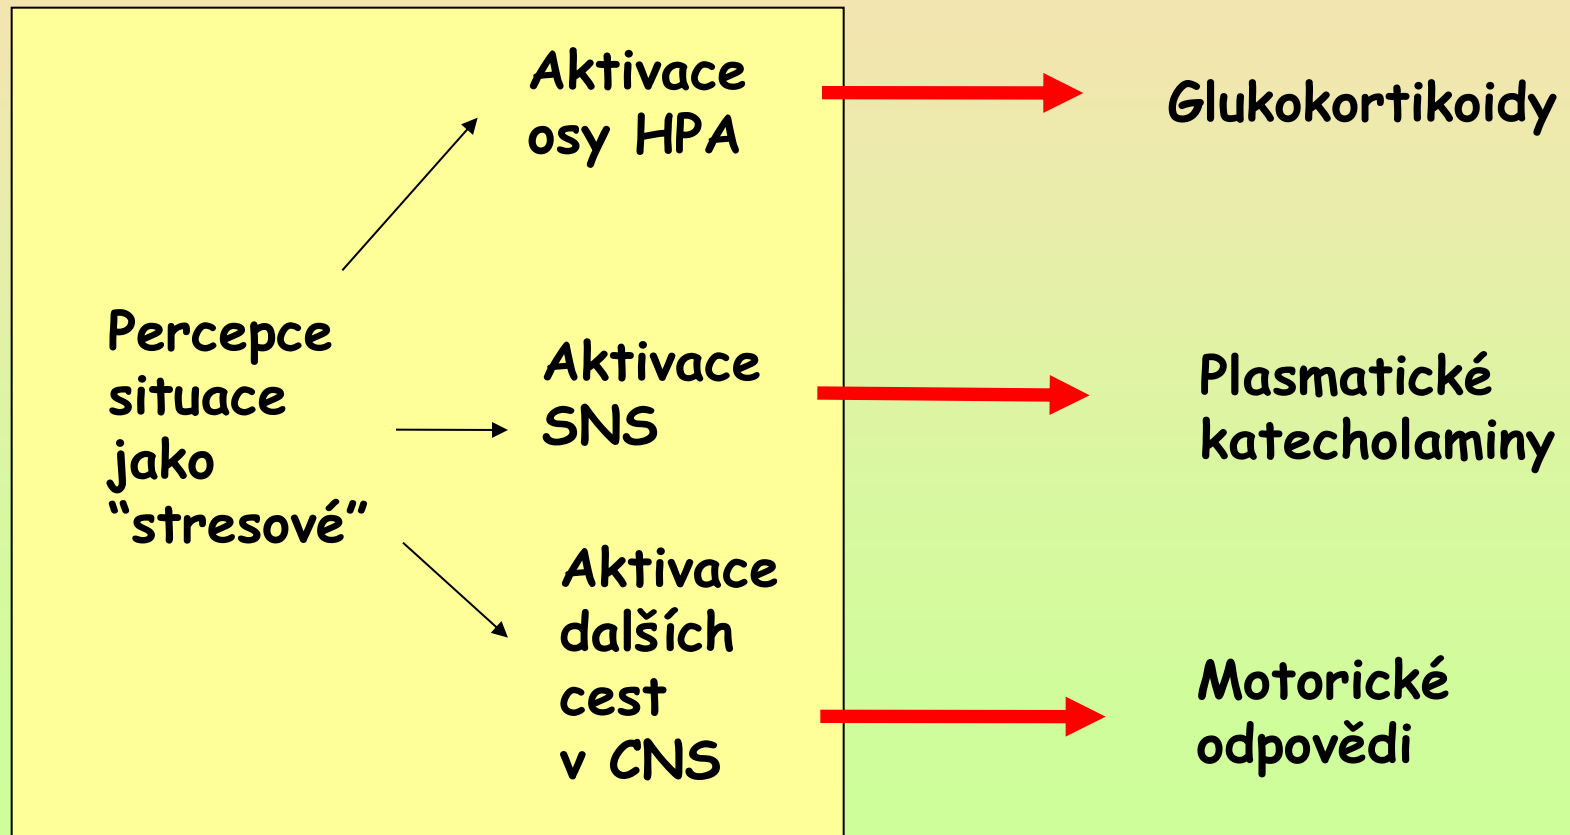 Aktivace
osy HPA
Glukokortikoidy
Percepce
situace
jako
“stresové”
Aktivace
SNS
Plasmatické
katecholaminy
Aktivace
dalších
cest
v CNS
Motorické
odpovědi